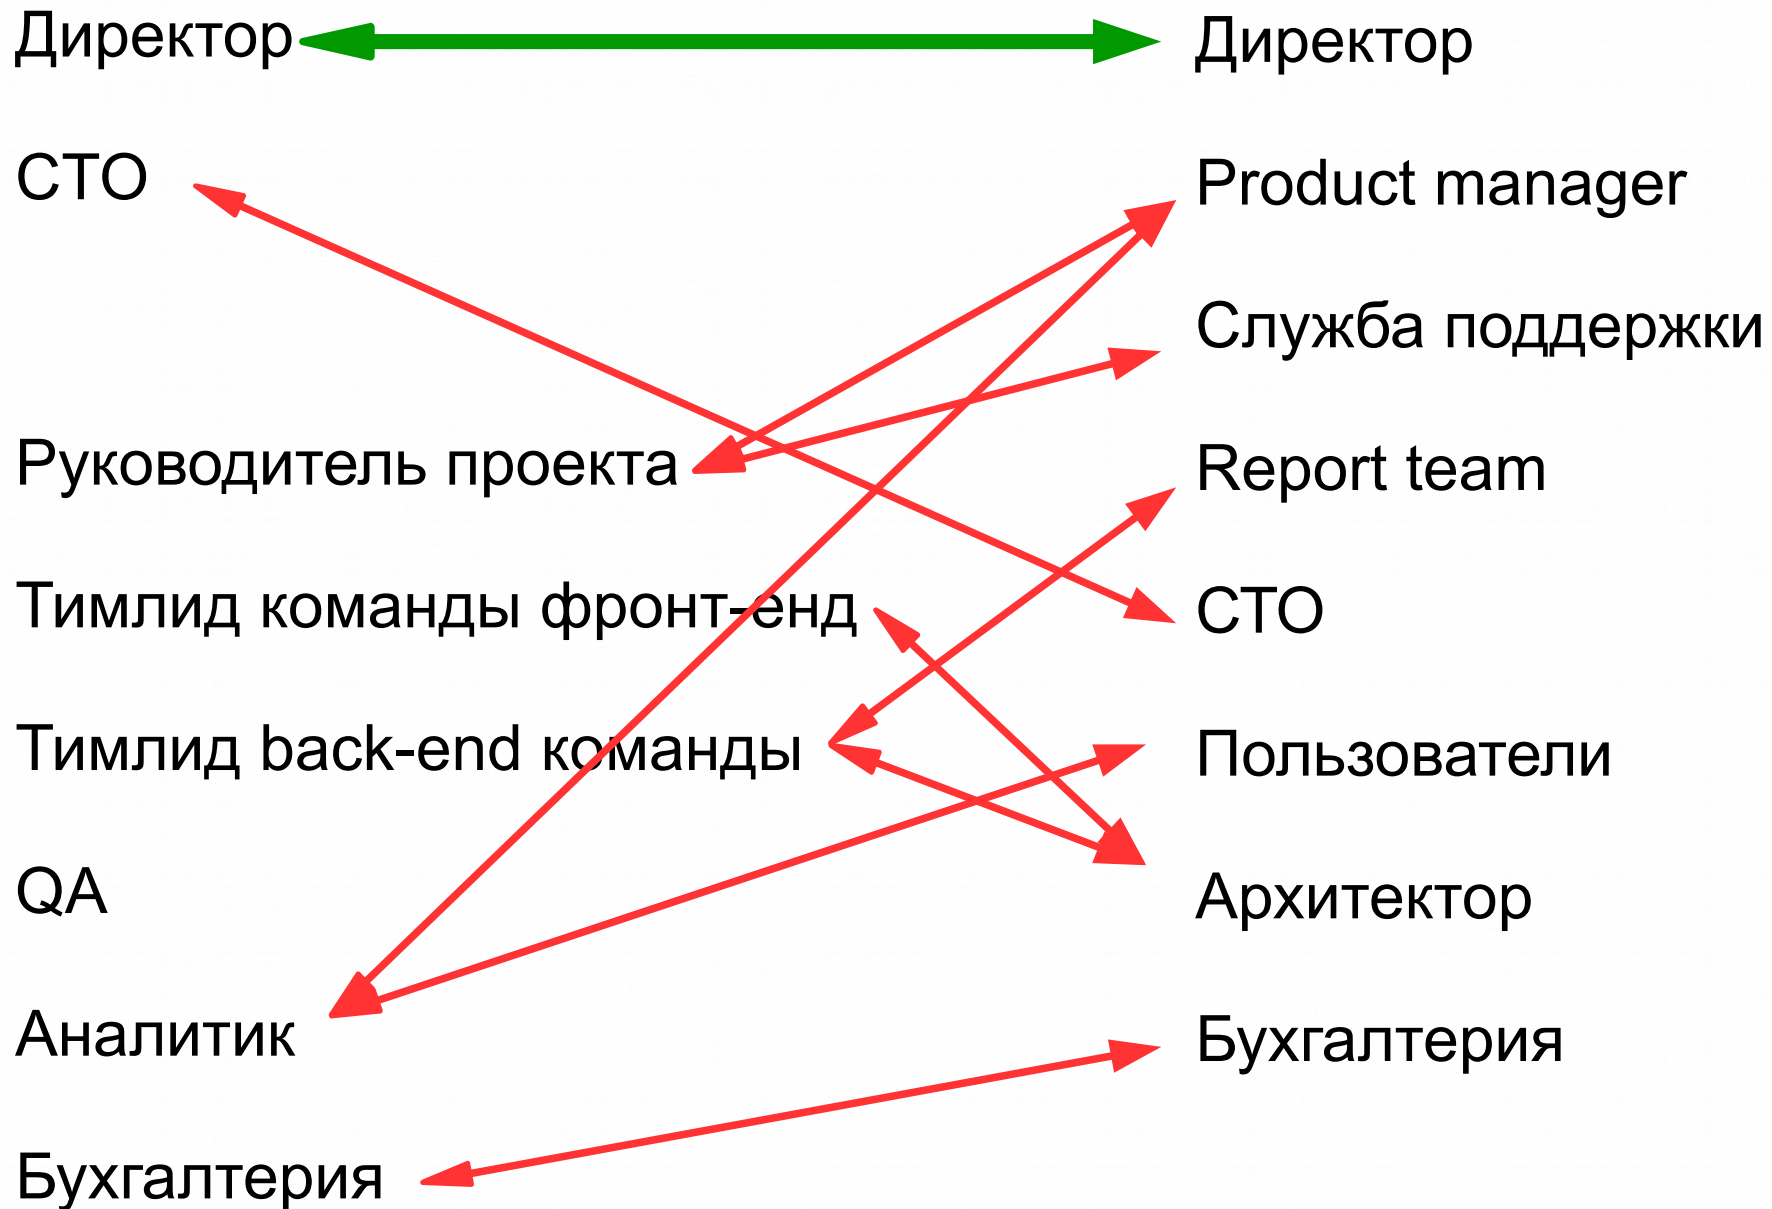 Директор
CTO
Руководитель проекта
Тимлид команды фронт-енд
Тимлид back-end команды
QA
Аналитик
Бухгалтерия
Директор
Product manager
Служба поддержки
Report team
CTO
Пользователи
Архитектор
Бухгалтерия